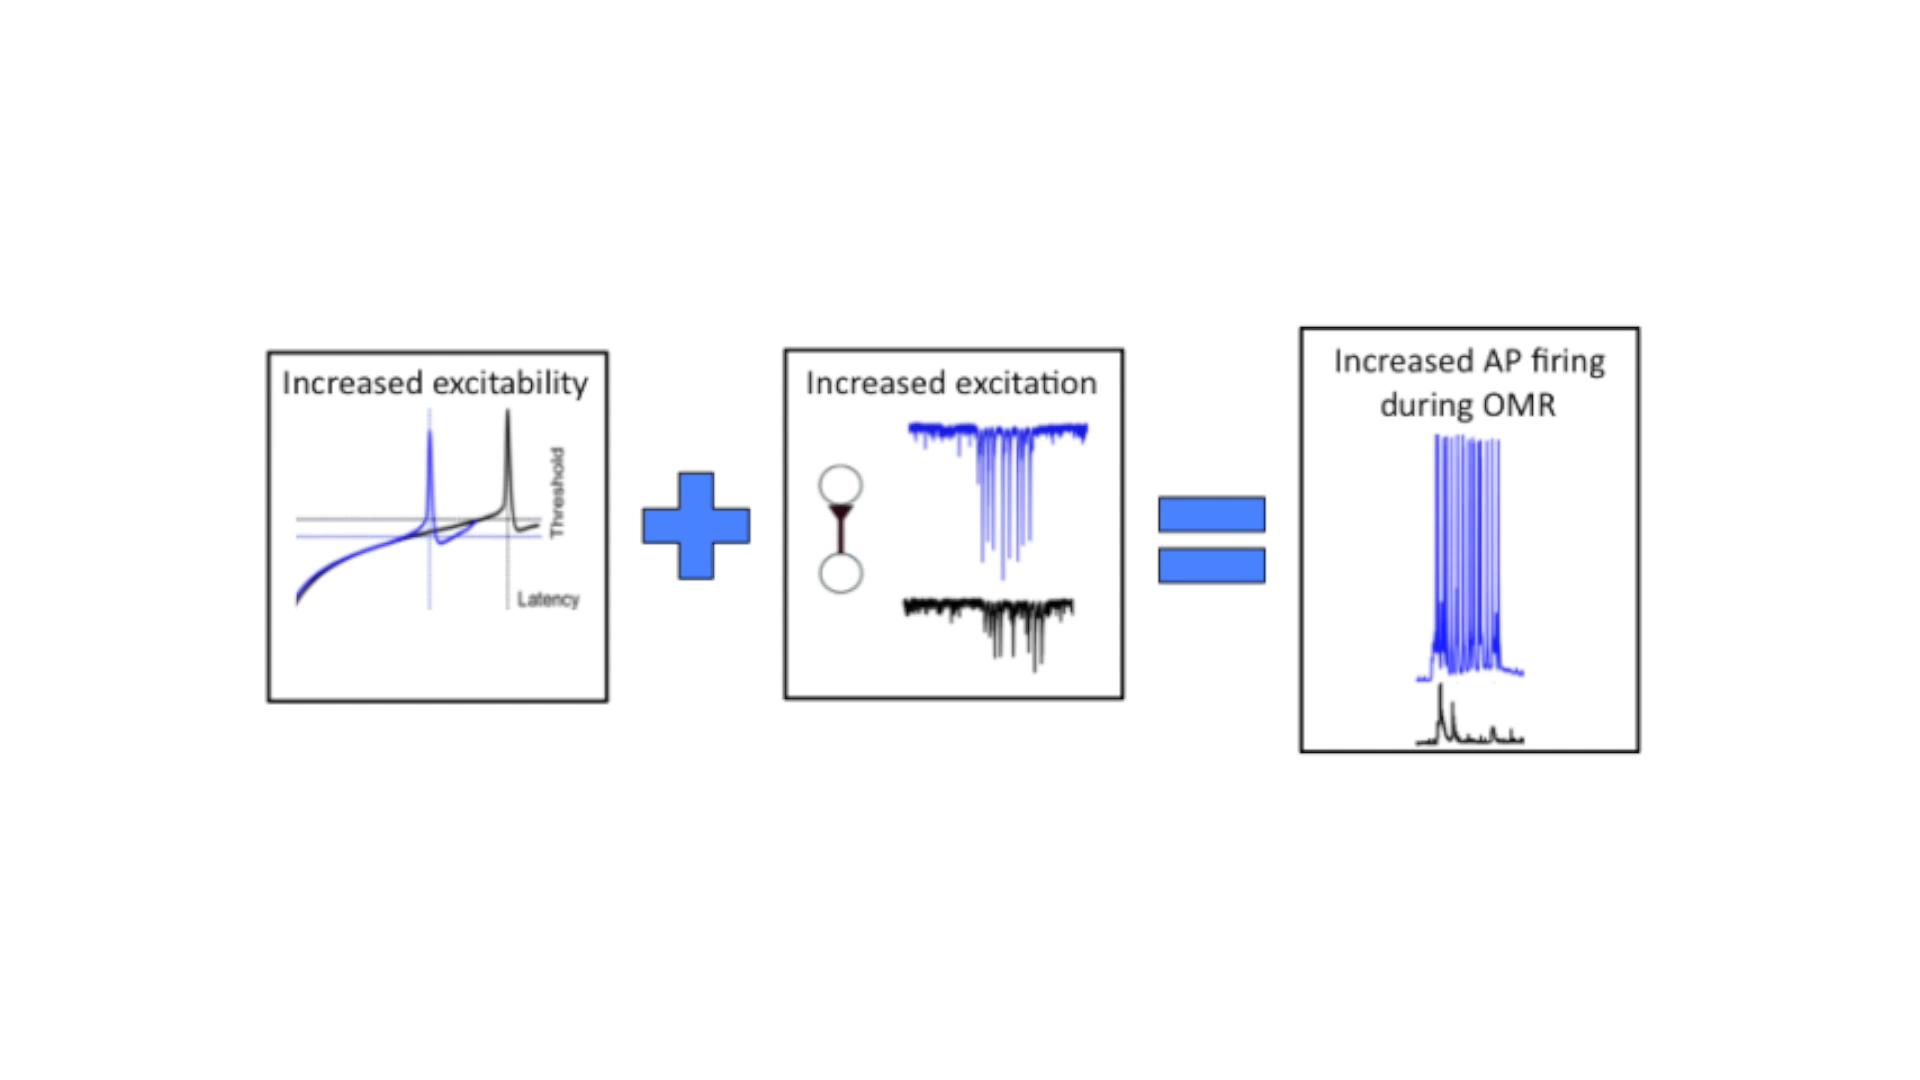 Increased excitability
Threshold
Latency
Increased excitation
Increased AP firing
during OMR